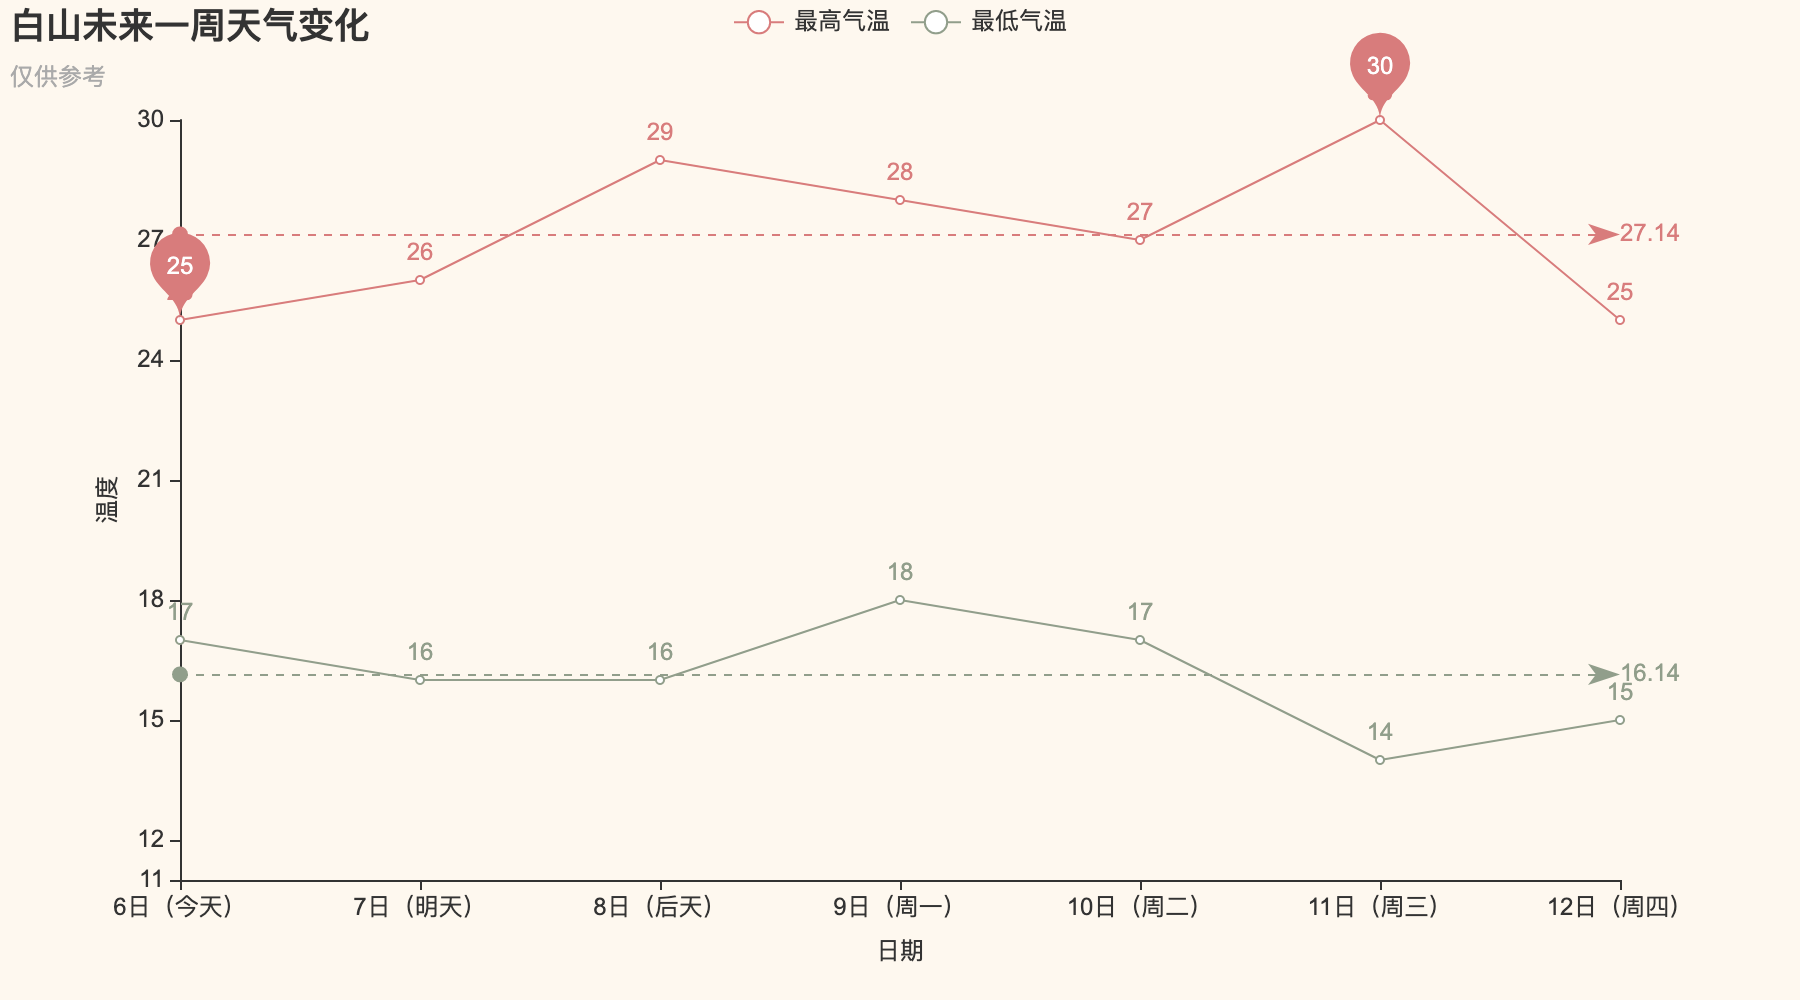 白山未来一周天气变化
仅供参考
最高气温 最低气温
30
27
24
21
18
15
12
11
温度
25 26 29 28 27 30 25
27.14
17 16 16 18 17 14 15
16.14
6日（今天） 7日（明天） 8日（后天） 9日（周一） 10日（周二） 11日（周三） 12日（周四）
日期